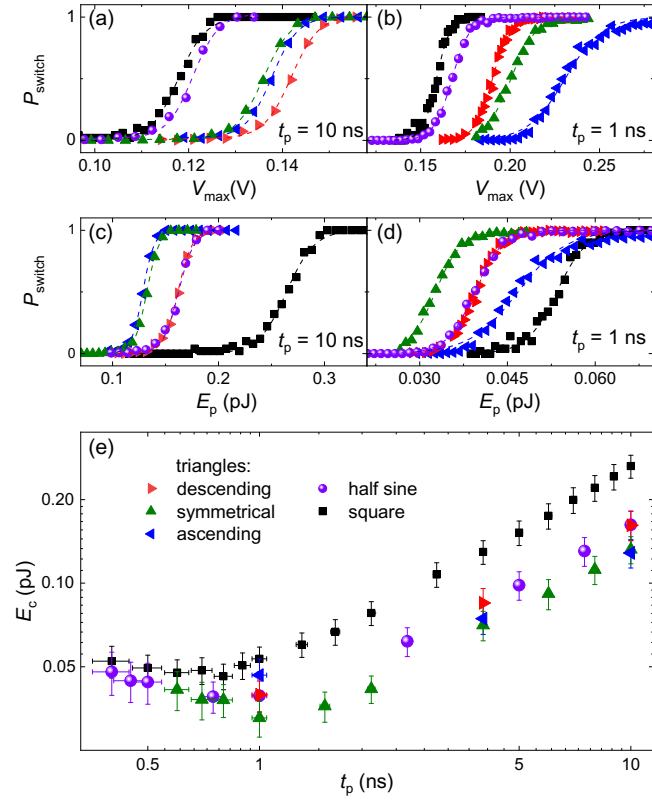 (a)
(b)
P_switch
1
0
t_p = 10 ns
t_p = 1 ns
0.10 0.12 0.14
0.15 0.20 0.25
V_max(V)
V_max (V)
(c)
(d)
P_switch
1
0
t_p = 10 ns
t_p = 1 ns
0.1 0.2 0.3
0.030 0.045 0.060
E_p (pJ)
E_p (pJ)
(e)
triangles:
descending
symmetrical
ascending
half sine
square
E_c (pJ)
0.20
0.10
0.05
0.5 1 5 10
t_p (ns)